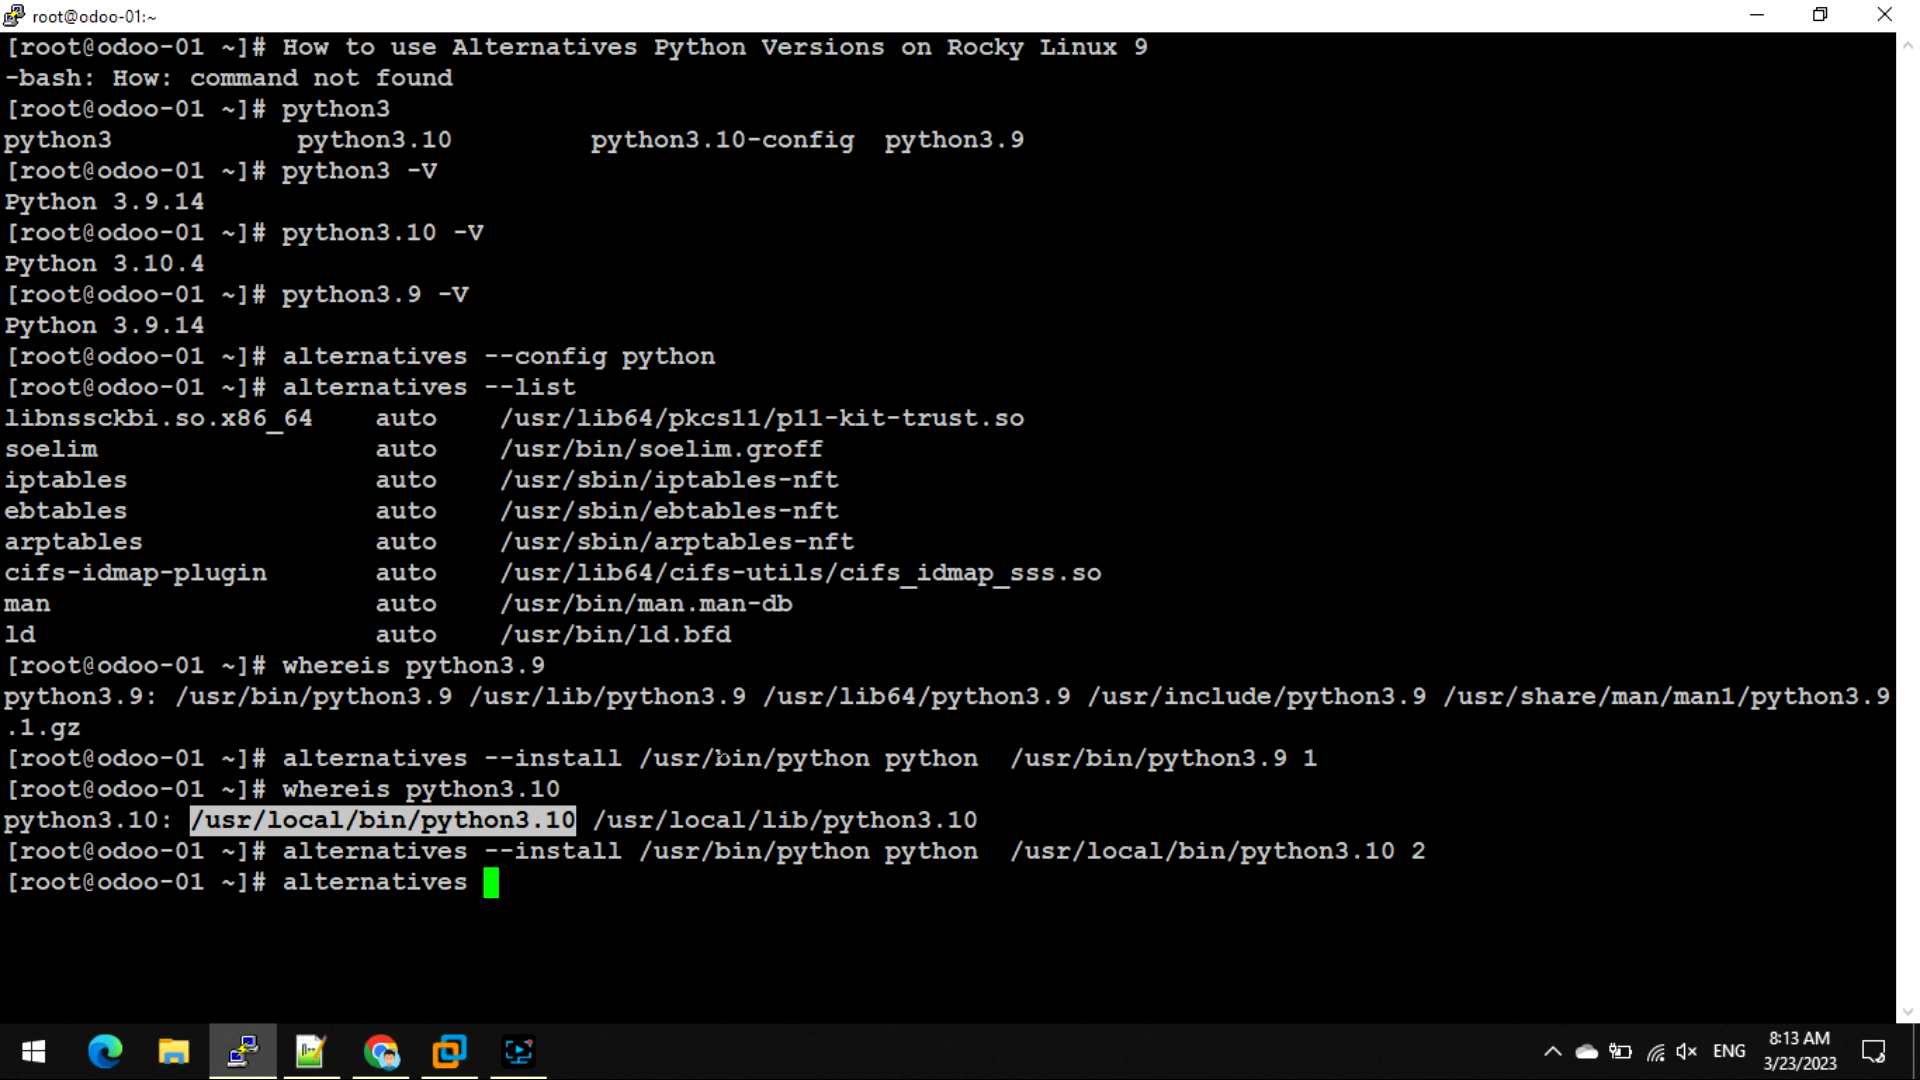 root@odoo-01:~
[root@odoo-01 ~]# How to use Alternatives Python Versions on Rocky Linux 9
-bash: How: command not found
[root@odoo-01 ~]# python3
python3            python3.10         python3.10-config  python3.9
[root@odoo-01 ~]# python3 -V
Python 3.9.14
[root@odoo-01 ~]# python3.10 -V
Python 3.10.4
[root@odoo-01 ~]# python3.9 -V
Python 3.9.14
[root@odoo-01 ~]# alternatives --config python
[root@odoo-01 ~]# alternatives --list
libnssckbi.so.x86_64    auto    /usr/lib64/pkcs11/p11-kit-trust.so
soelim                  auto    /usr/bin/soelim.groff
iptables                auto    /usr/sbin/iptables-nft
ebtables                auto    /usr/sbin/ebtables-nft
arptables               auto    /usr/sbin/arptables-nft
cifs-idmap-plugin       auto    /usr/lib64/cifs-utils/cifs_idmap_sss.so
man                     auto    /usr/bin/man.man-db
ld                      auto    /usr/bin/ld.bfd
[root@odoo-01 ~]# whereis python3.9
python3.9: /usr/bin/python3.9 /usr/lib/python3.9 /usr/lib64/python3.9 /usr/include/python3.9 /usr/share/man/man1/python3.9
.1.gz
[root@odoo-01 ~]# alternatives --install /usr/bin/python python  /usr/bin/python3.9 1
[root@odoo-01 ~]# whereis python3.10
python3.10: /usr/local/bin/python3.10 /usr/local/lib/python3.10
[root@odoo-01 ~]# alternatives --install /usr/bin/python python  /usr/local/bin/python3.10 2
[root@odoo-01 ~]# alternatives
ENG
8:13 AM
3/23/2023